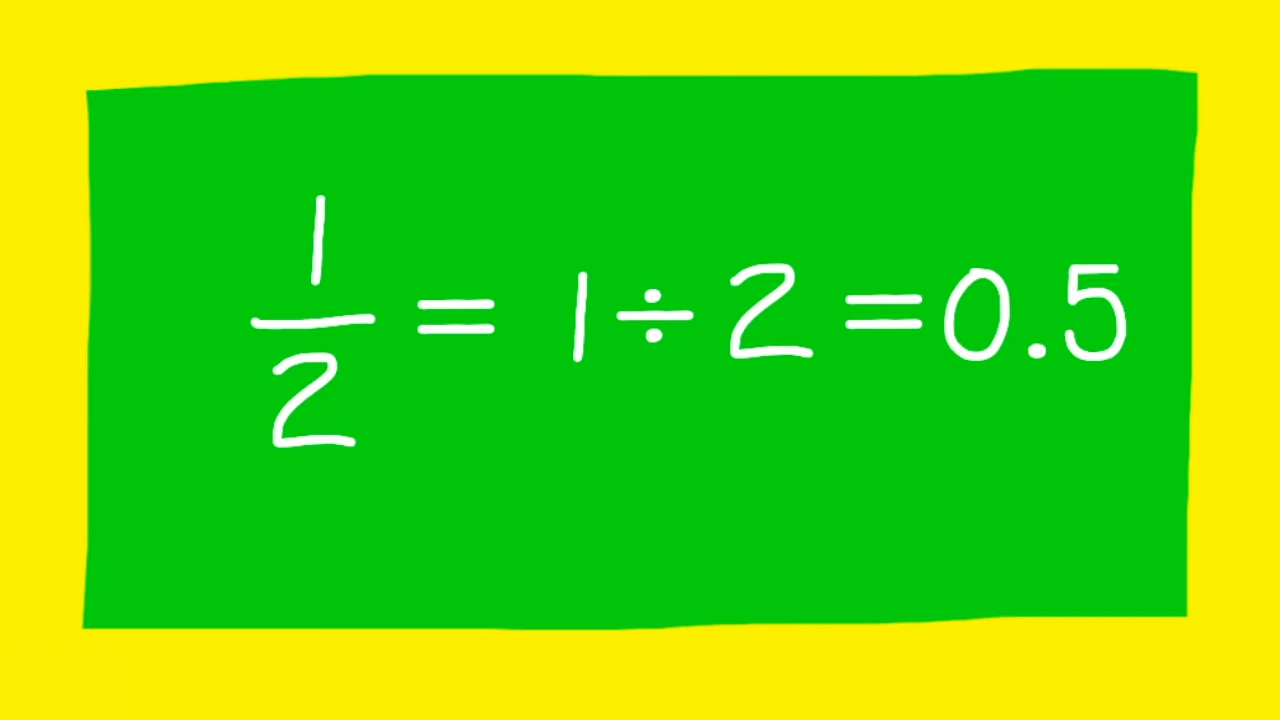 1/2 = 1 ÷ 2 = 0.5